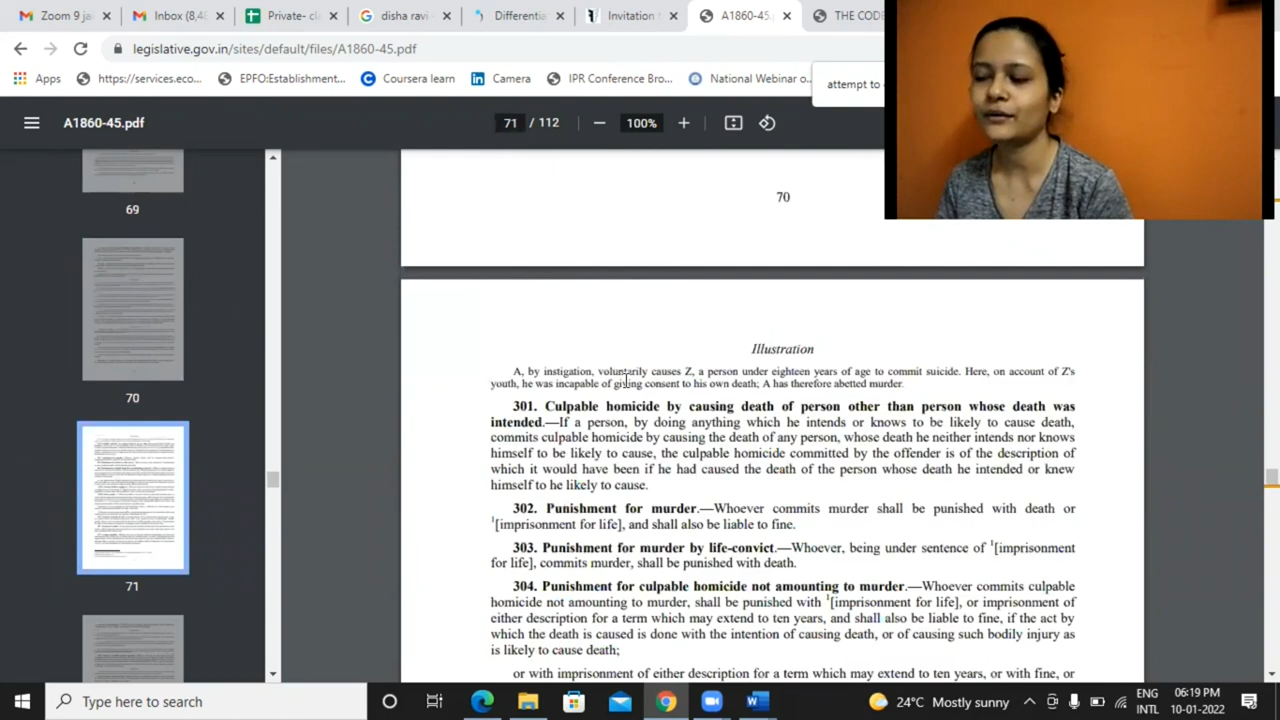 Zoom 9 ja
Inbox (8,4
Private- cl
disha ravi -
Differentia
Invitation t
A1860-45.
THE CODE
legislative.gov.in/sites/default/files/A1860-45.pdf
Apps
https://services.eco...
EPFO:Establishment...
Coursera learn
Camera
IPR Conference Bro...
National Webinar o...
attempt to
A1860-45.pdf
71 / 112
100%
69
70
71
70
Illustration
A, by instigation, voluntarily causes Z, a person under eighteen years of age to commit suicide. Here, on account of Z's
youth, he was incapable of giving consent to his own death; A has therefore abetted murder.
301. Culpable homicide by causing death of person other than person whose death was
intended.—If a person, by doing anything which he intends or knows to be likely to cause death,
commits culpable homicide by causing the death of any person, whose death he neither intends nor knows
himself to be likely to cause, the culpable homicide committed by the offender is of the description of
which it would have been if he had caused the death of the person whose death he intended or knew
himself to he likely to cause.
302. Punishment for murder.—Whoever commits murder shall be punished with death or
1[imprisonment for life], and shall also be liable to fine.
303. Punishment for murder by life-convict.—Whoever, being under sentence of 1[imprisonment
for life], commits murder, shall be punished with death.
304. Punishment for culpable homicide not amounting to murder.—Whoever commits culpable
homicide not amounting to murder, shall be punished with 1[imprisonment for life], or imprisonment of
either description for a term which may extend to ten years, and shall also be liable to fine, if the act by
which the death is caused is done with the intention of causing death, or of causing such bodily injury as
is likely to cause death;
or with imprisonment of either description for a term which may extend to ten years, or with fine, or
Type here to search
24°C Mostly sunny
ENG
INTL
06:19 PM
10-01-2022